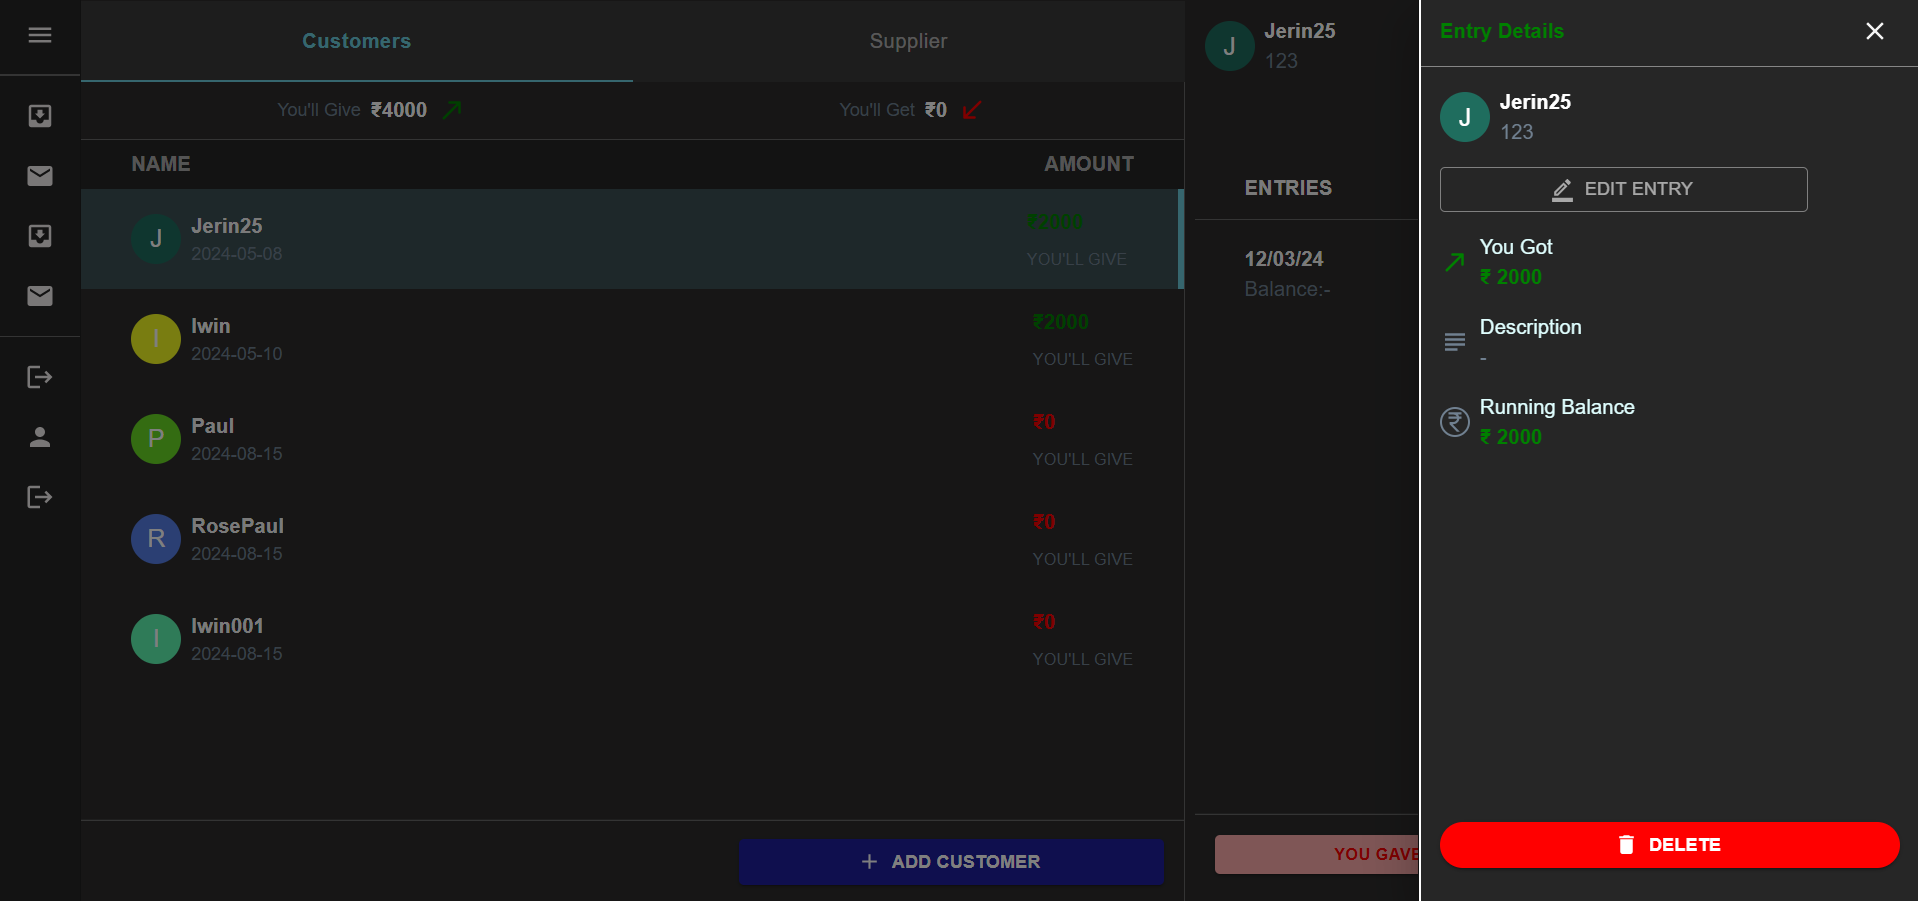 Customers
Supplier
You'll Give ₹4000
You'll Get ₹0
NAME
AMOUNT
J
Jerin25
2024-05-08
₹2000
YOU'LL GIVE
I
Iwin
2024-05-10
₹2000
YOU'LL GIVE
P
Paul
2024-08-15
₹0
YOU'LL GIVE
R
RosePaul
2024-08-15
₹0
YOU'LL GIVE
I
Iwin001
2024-08-15
₹0
YOU'LL GIVE
+ ADD CUSTOMER
J
Jerin25
123
ENTRIES
12/03/24
Balance:-
YOU GAVE
Entry Details
J
Jerin25
123
EDIT ENTRY
You Got
₹ 2000
Description
-
₹
Running Balance
₹ 2000
DELETE